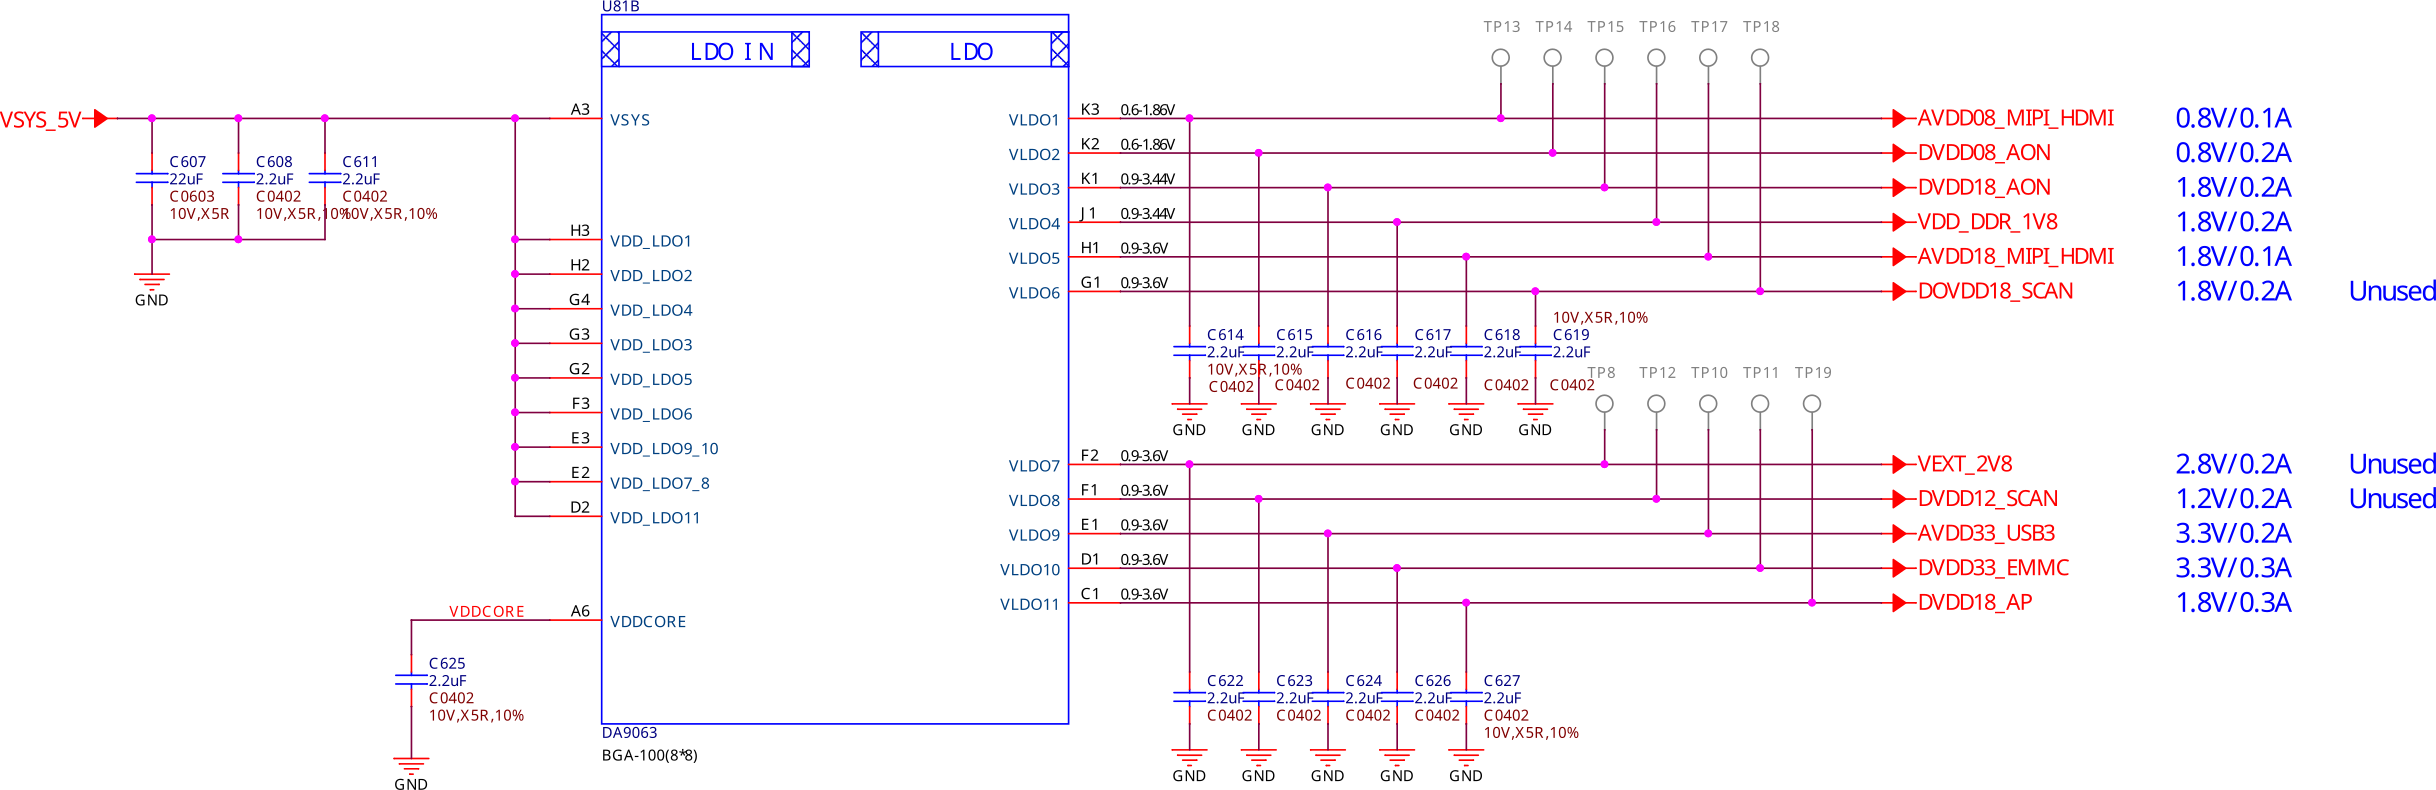 U81B
LDO IN
LDO
TP13 TP14 TP15 TP16 TP17 TP18
VSYS_5V
A3
VSYS
VLDO1
K3
0.6-1.86V
AVDD08_MIPI_HDMI
0.8V/0.1A
VLDO2
K2
0.6-1.86V
DVDD08_AON
0.8V/0.2A
VLDO3
K1
0.9-3.44V
DVDD18_AON
1.8V/0.2A
VLDO4
J1
0.9-3.44V
VDD_DDR_1V8
1.8V/0.2A
VLDO5
H1
0.9-3.6V
AVDD18_MIPI_HDMI
1.8V/0.1A
VLDO6
G1
0.9-3.6V
DOVDD18_SCAN
1.8V/0.2A
Unused
C607
22uF
C0603
10V,X5R
C608
2.2uF
C0402
10V,X5R,10%
C611
2.2uF
C0402
10V,X5R,10%
GND
H3
VDD_LDO1
H2
VDD_LDO2
G4
VDD_LDO4
G3
VDD_LDO3
G2
VDD_LDO5
F3
VDD_LDO6
E3
VDD_LDO9_10
E2
VDD_LDO7_8
D2
VDD_LDO11
C614
2.2uF
10V,X5R,10%
C0402
GND
C615
2.2uF
C0402
GND
C616
2.2uF
C0402
GND
C617
2.2uF
C0402
GND
C618
2.2uF
C0402
GND
10V,X5R,10%
C619
2.2uF
C0402
GND
TP8 TP12 TP10 TP11 TP19
VLDO7
F2
0.9-3.6V
VEXT_2V8
2.8V/0.2A
Unused
VLDO8
F1
0.9-3.6V
DVDD12_SCAN
1.2V/0.2A
Unused
VLDO9
E1
0.9-3.6V
AVDD33_USB3
3.3V/0.2A
VLDO10
D1
0.9-3.6V
DVDD33_EMMC
3.3V/0.3A
VLDO11
C1
0.9-3.6V
DVDD18_AP
1.8V/0.3A
VDDCORE
A6
VDDCORE
C625
2.2uF
C0402
10V,X5R,10%
GND
C622
2.2uF
C0402
GND
C623
2.2uF
C0402
GND
C624
2.2uF
C0402
GND
C626
2.2uF
C0402
GND
C627
2.2uF
C0402
10V,X5R,10%
GND
DA9063
BGA-100(8*8)